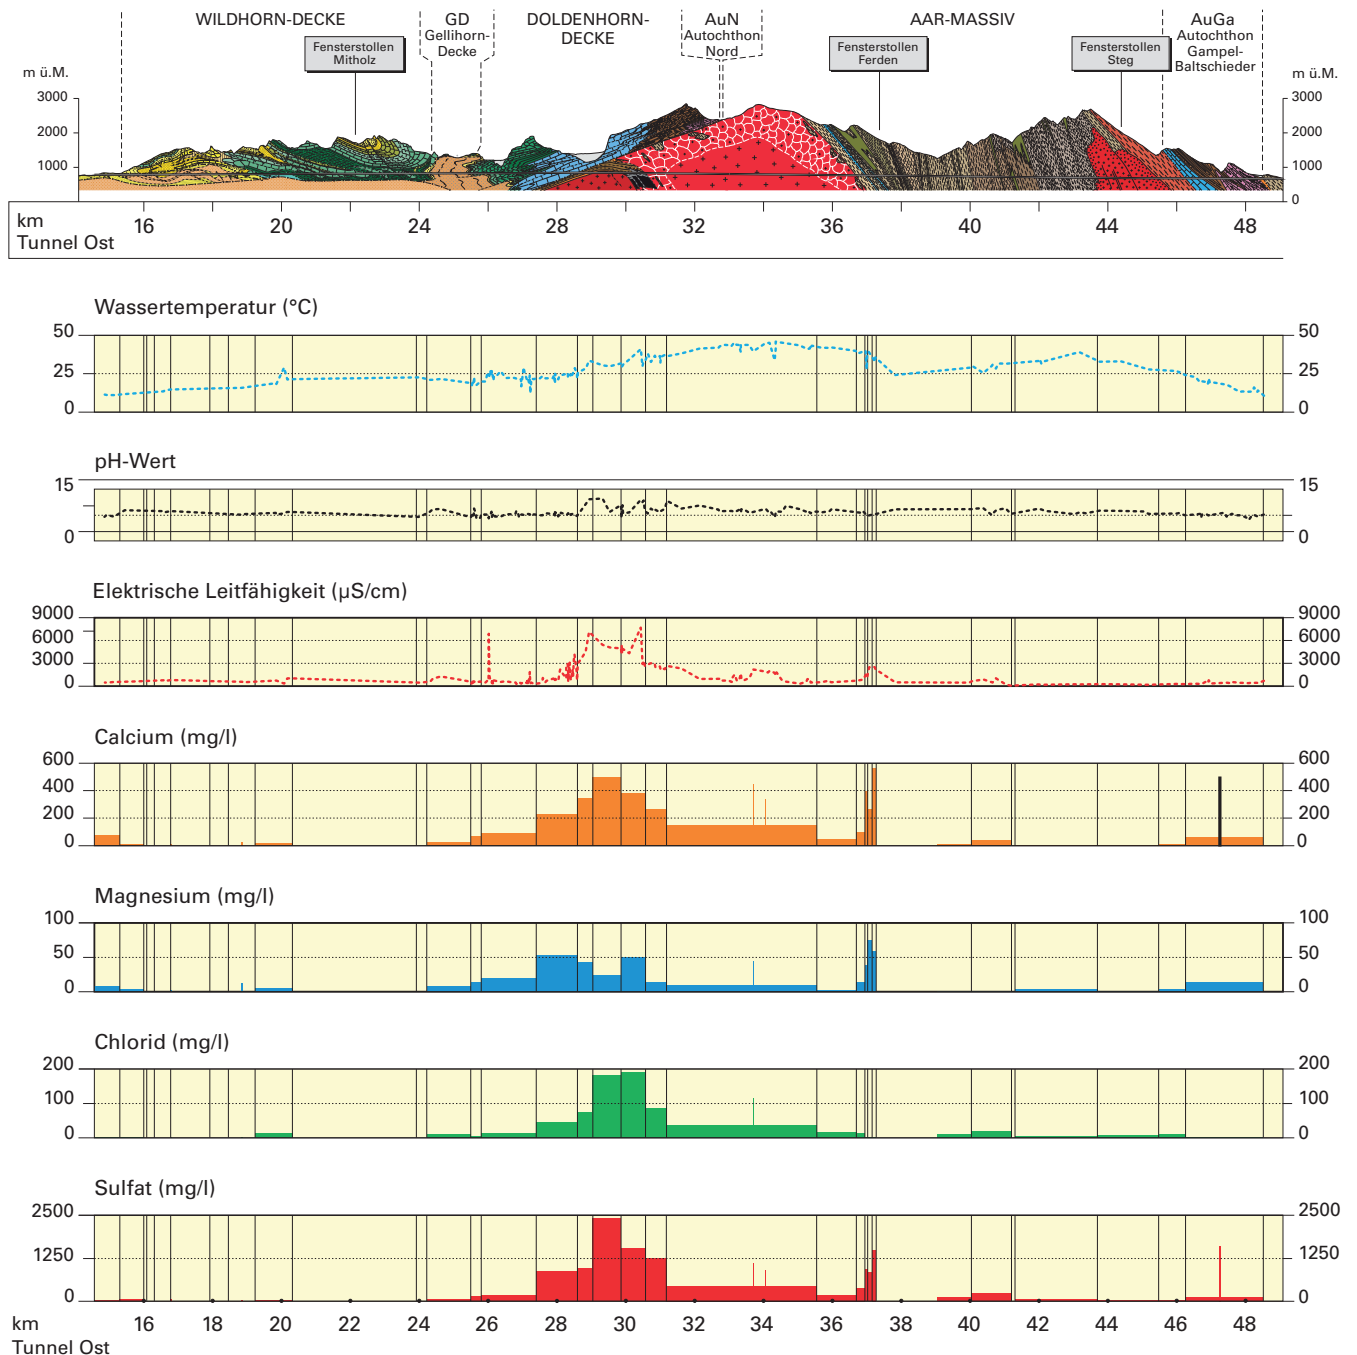 WILDHORN-DECKE
GD
Gellihorn-
Decke
DOLDENHORN-
DECKE
AuN
Autochthon
Nord
AAR-MASSIV
AuGa
Autochthon
Gampel-
Baltschieder
Fensterstollen
Mitholz
Fensterstollen
Ferden
Fensterstollen
Steg
m ü.M.
m ü.M.
3000
3000
2000
2000
1000
1000
0
0
km
16 20 24 28 32 36 40 44 48
Tunnel Ost
Wassertemperatur (°C)
50 50
25 25
0 0
pH-Wert
15 15
0 0
Elektrische Leitfähigkeit (µS/cm)
9000 9000
6000 6000
3000 3000
0 0
Calcium (mg/l)
600 600
400 400
200 200
0 0
Magnesium (mg/l)
100 100
50 50
0 0
Chlorid (mg/l)
200 200
100 100
0 0
Sulfat (mg/l)
2500 2500
1250 1250
0 0
km 16 18 20 22 24 26 28 30 32 34 36 38 40 42 44 46 48
Tunnel Ost